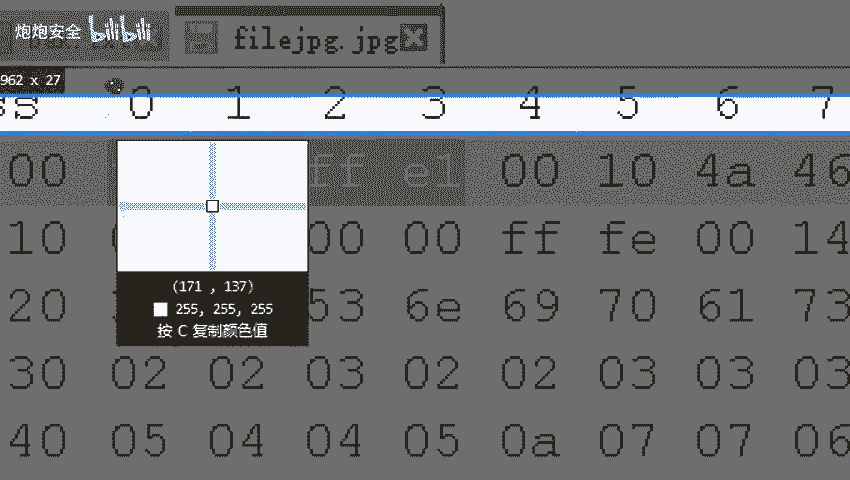 炮炮安全 bilibili
filejpg.jpg
962 x 27
ss 0 1 2 3 4 5 6 7
00 ff e1 00 10 4a 46
10 00 00 ff fe 00 14
20 53 6e 69 70 61 73
30 02 02 03 02 02 03 03 03
40 05 04 04 05 0a 07 07 06
(171 , 137)
255, 255, 255
按 C 复制颜色值